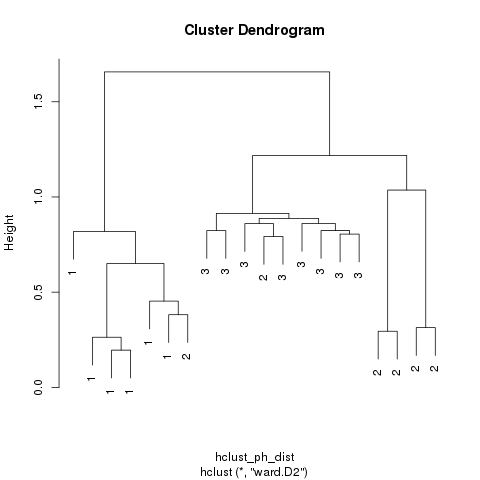 Cluster Dendrogram
Height
0.0 0.5 1.0 1.5
1 1 1 1 1 1 2 3 3 3 2 3 3 3 3 3 2 2 2 2
hclust_ph_dist
hclust (*, "ward.D2")